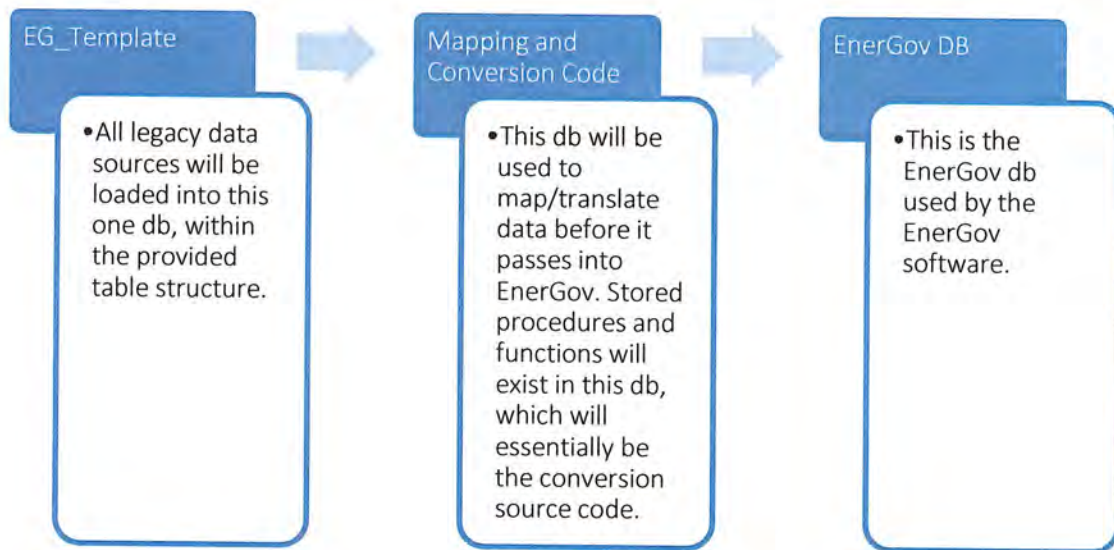 EG_Template
•All legacy data
sources will be
loaded into this
one db, within
the provided
table structure.
Mapping and
Conversion Code
•This db will be
used to
map/translate
data before it
passes into
EnerGov. Stored
procedures and
functions will
exist in this db,
which will
essentially be
the conversion
source code.
EnerGov DB
•This is the
EnerGov db
used by the
EnerGov
software.